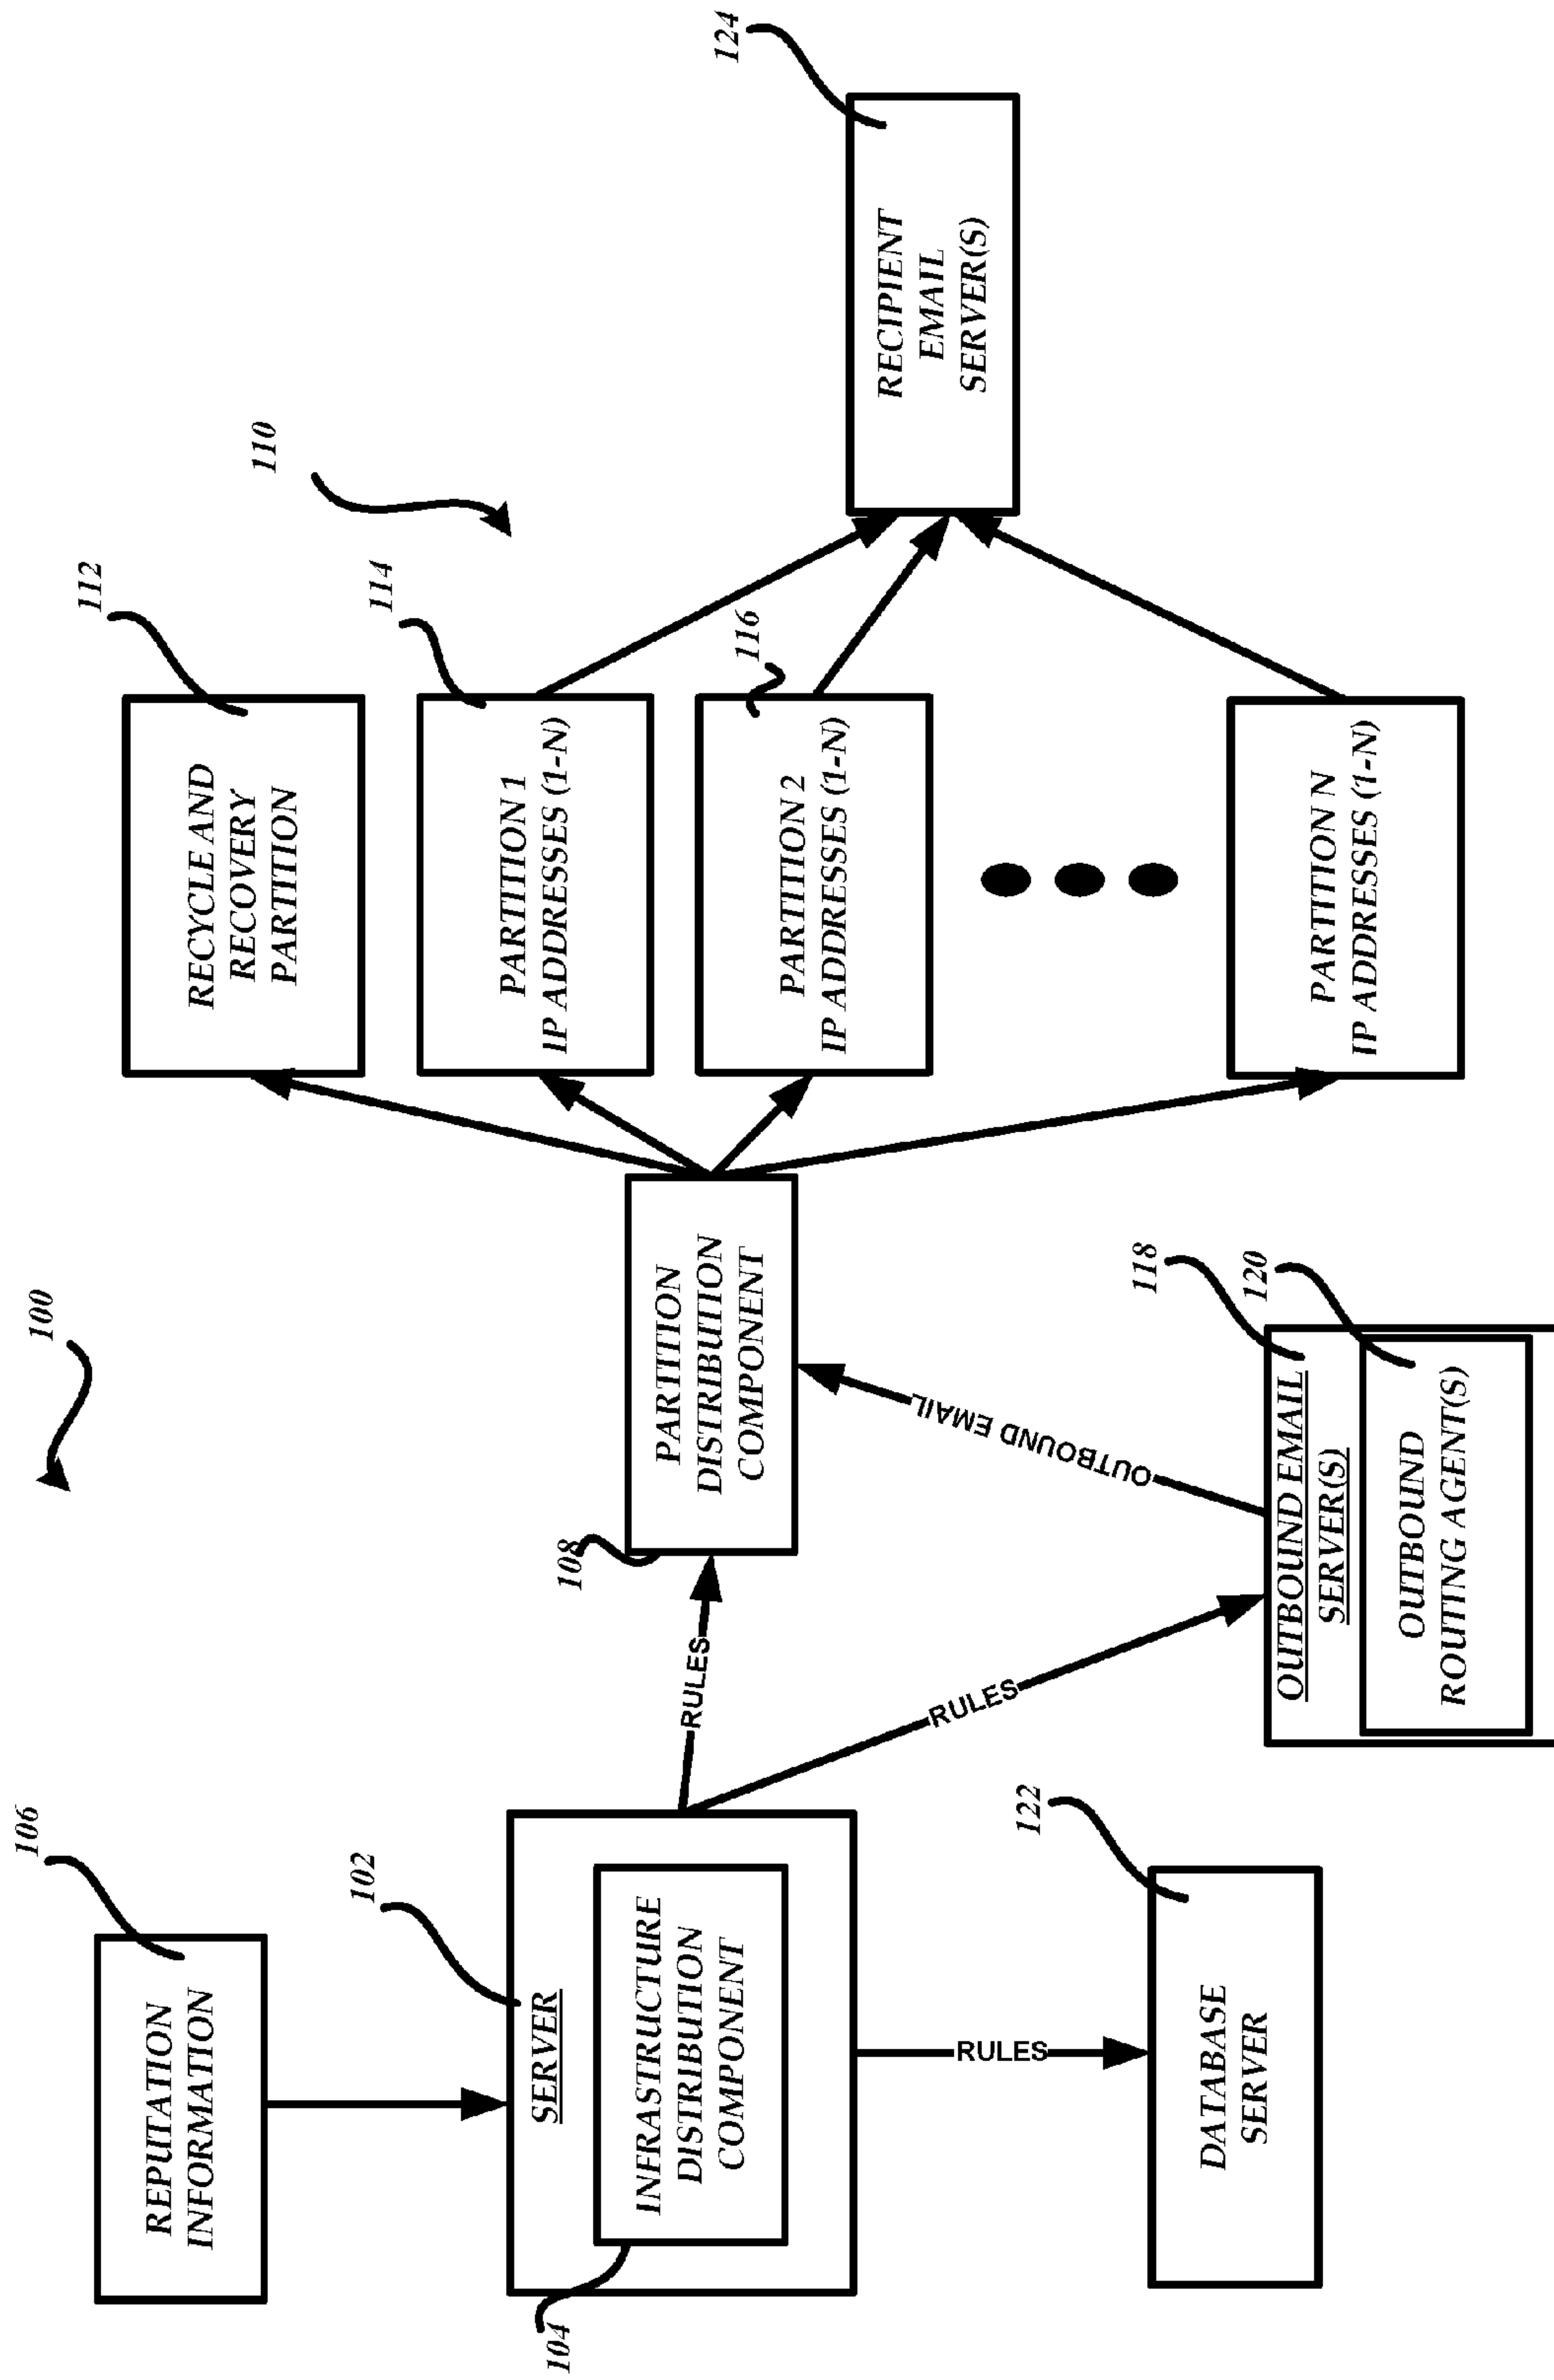 100
106
REPUTATION
INFORMATION
102
SERVER
104
INFRASTRUCTURE
DISTRIBUTION
COMPONENT
RULES
122
DATABASE
SERVER
RULES
RULES
108
PARTITION
DISTRIBUTION
COMPONENT
OUTBOUND EMAIL
118
OUTBOUND EMAIL
SERVER(S)
120
OUTBOUND
ROUTING AGENT(S)
110
112
RECYCLE AND
RECOVERY
PARTITION
114
PARTITION 1
IP ADDRESSES (1-N)
116
PARTITION 2
IP ADDRESSES (1-N)
PARTITION N
IP ADDRESSES (1-N)
124
RECIPIENT
EMAIL
SERVER(S)